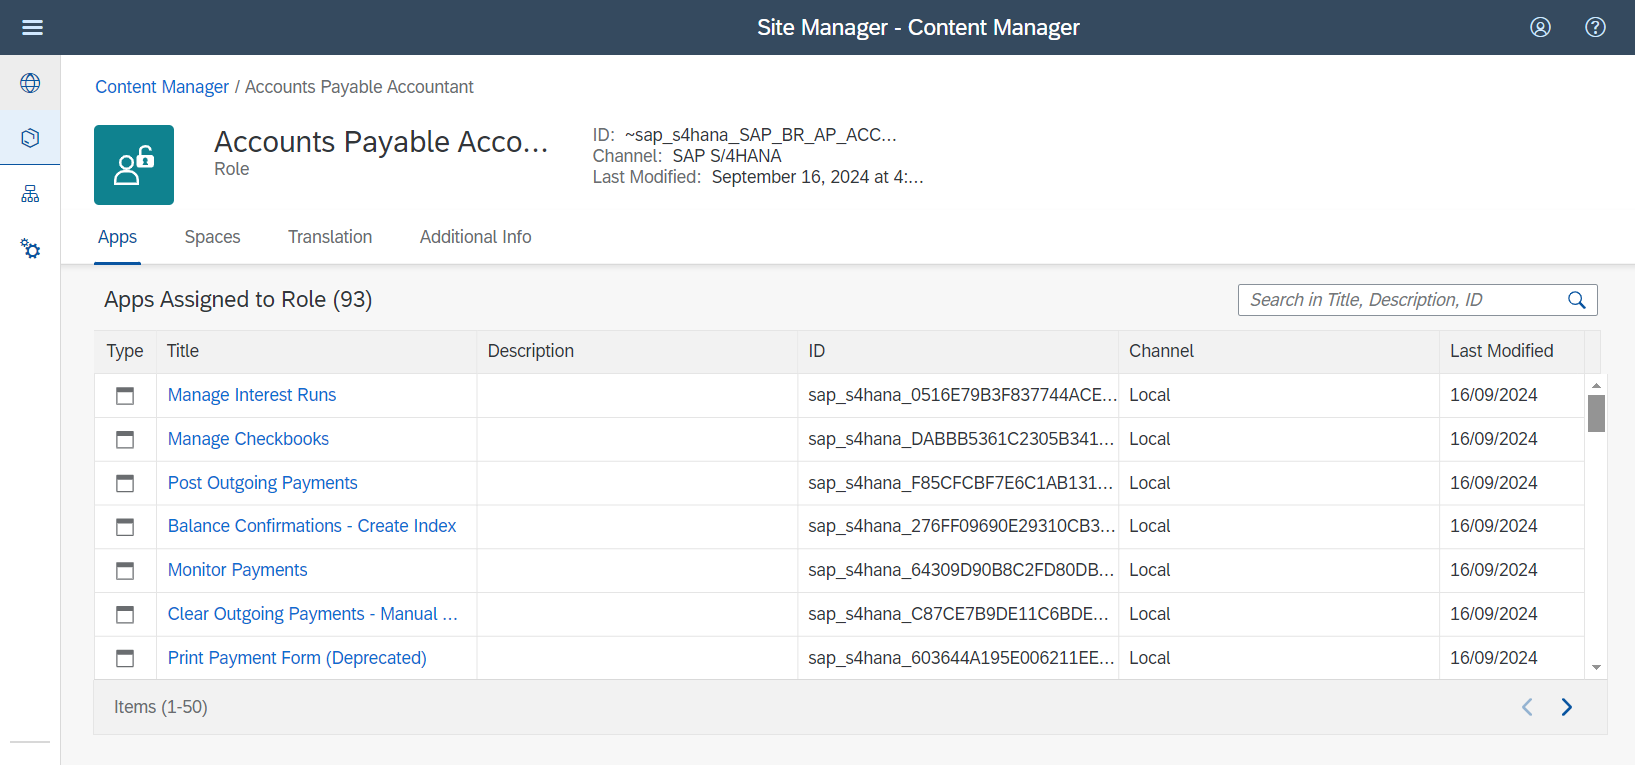 Site Manager - Content Manager
Content Manager / Accounts Payable Accountant
Accounts Payable Acco...
Role
ID: ~sap_s4hana_SAP_BR_AP_ACC...
Channel: SAP S/4HANA
Last Modified: September 16, 2024 at 4:...
Apps Spaces Translation Additional Info
Apps Assigned to Role (93)
Search in Title, Description, ID
Type Title Description ID Channel Last Modified
Manage Interest Runs sap_s4hana_0516E79B3F837744ACE... Local 16/09/2024
Manage Checkbooks sap_s4hana_DABBB5361C2305B341... Local 16/09/2024
Post Outgoing Payments sap_s4hana_F85CFCBF7E6C1AB131... Local 16/09/2024
Balance Confirmations - Create Index sap_s4hana_276FF09690E29310CB3... Local 16/09/2024
Monitor Payments sap_s4hana_64309D90B8C2FD80DB... Local 16/09/2024
Clear Outgoing Payments - Manual ... sap_s4hana_C87CE7B9DE11C6BDE... Local 16/09/2024
Print Payment Form (Deprecated) sap_s4hana_603644A195E006211EE... Local 16/09/2024
Items (1-50)